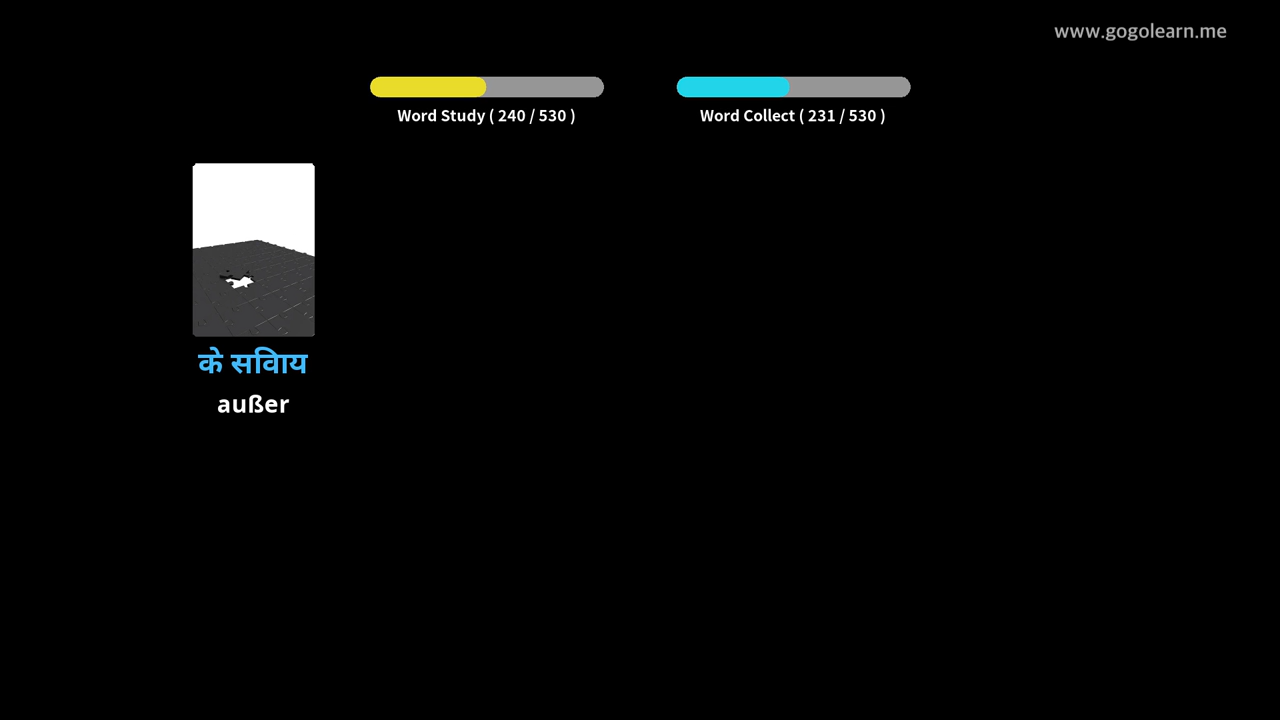 www.gogolearn.me
Word Study ( 240 / 530 )
Word Collect ( 231 / 530 )
के सिवाय
außer